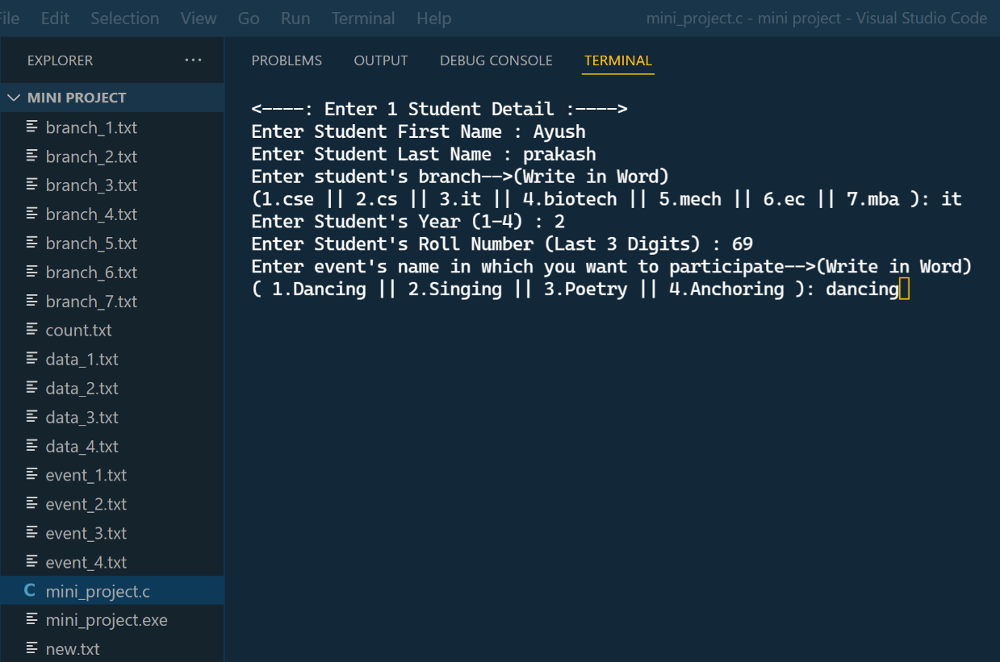 ile Edit Selection View Go Run Terminal Help mini_project.c - mini project - Visual Studio Code
EXPLORER ···
MINI PROJECT
branch_1.txt
branch_2.txt
branch_3.txt
branch_4.txt
branch_5.txt
branch_6.txt
branch_7.txt
count.txt
data_1.txt
data_2.txt
data_3.txt
data_4.txt
event_1.txt
event_2.txt
event_3.txt
event_4.txt
C mini_project.c
mini_project.exe
new.txt
PROBLEMS OUTPUT DEBUG CONSOLE TERMINAL
<----: Enter 1 Student Detail :---->
Enter Student First Name : Ayush
Enter Student Last Name : prakash
Enter student's branch-->(Write in Word)
(1.cse || 2.cs || 3.it || 4.biotech || 5.mech || 6.ec || 7.mba ): it
Enter Student's Year (1-4) : 2
Enter Student's Roll Number (Last 3 Digits) : 69
Enter event's name in which you want to participate-->(Write in Word)
( 1.Dancing || 2.Singing || 3.Poetry || 4.Anchoring ): dancing